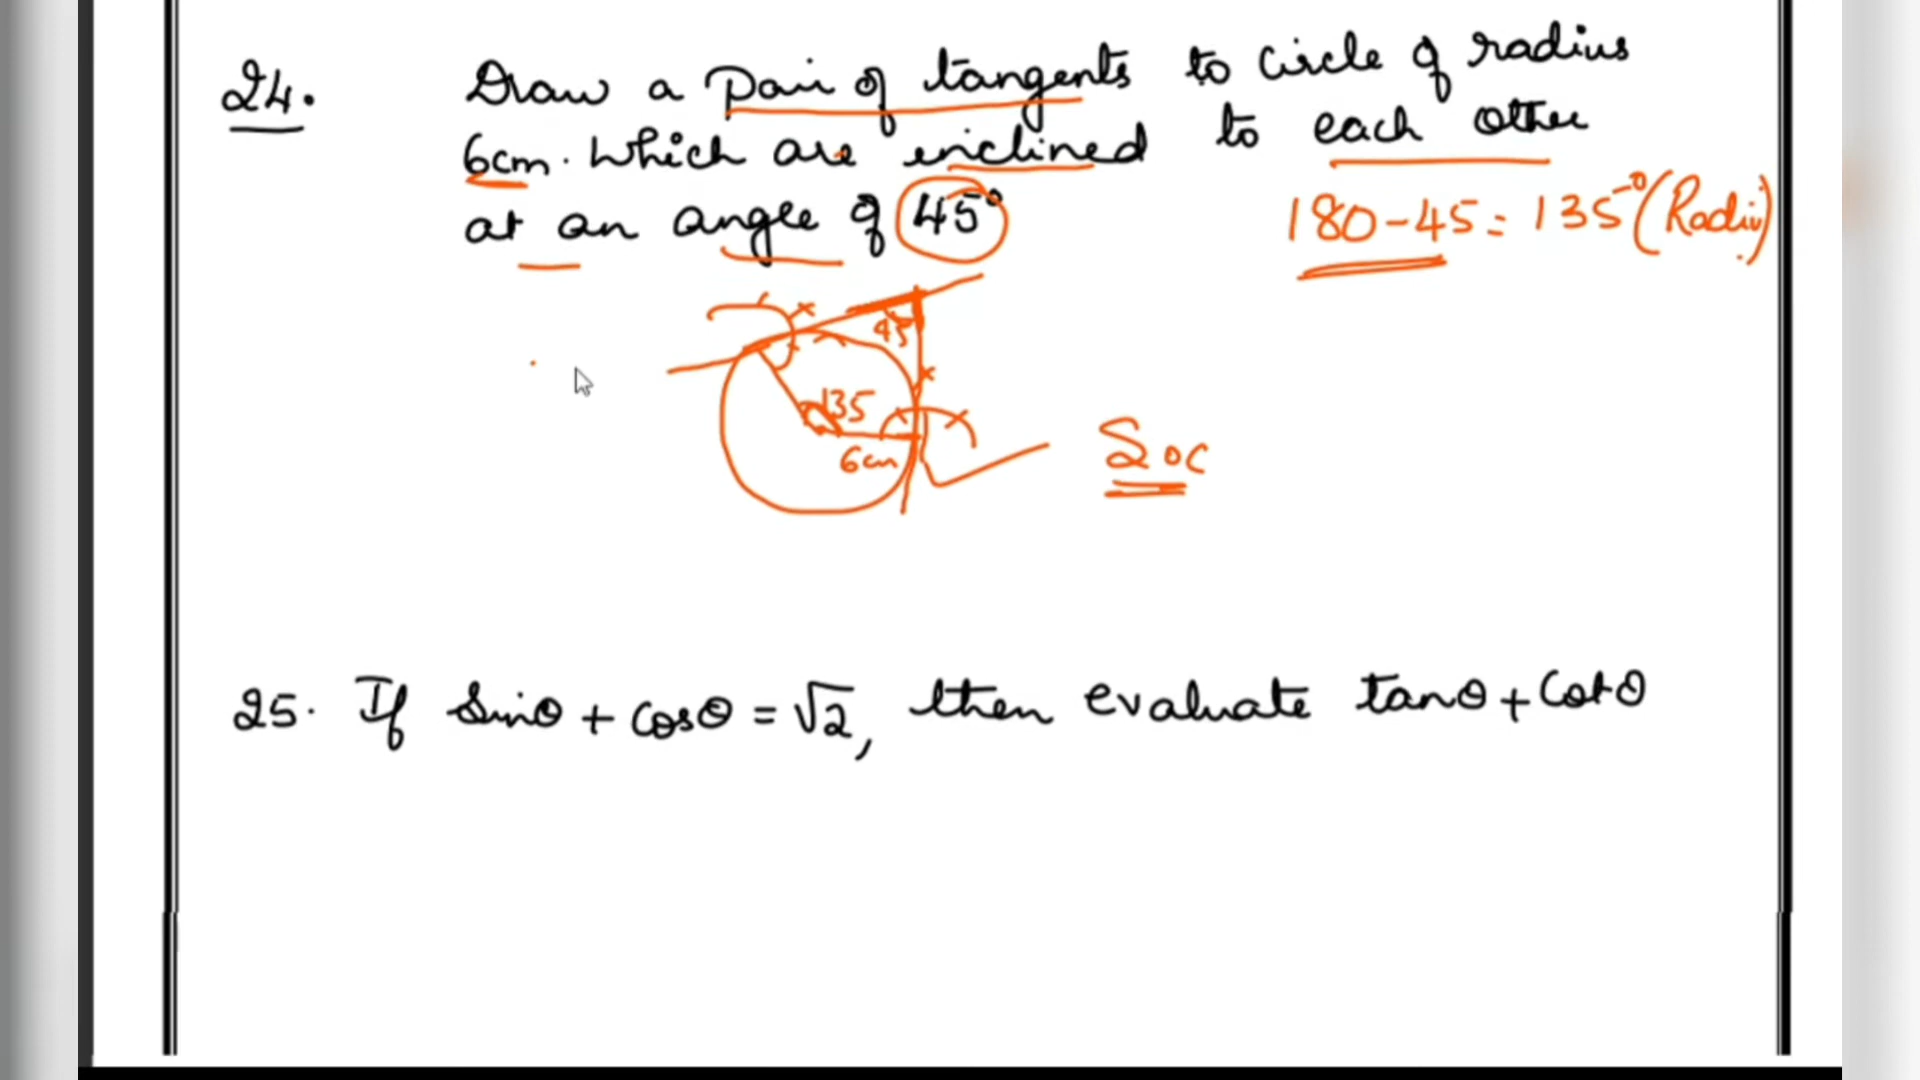 24. Draw a pair of tangents to circle of radius
6cm. which are inclined to each other
at an angle of 45°
180-45=135° (Radii)
45°
135
6cm
SOC
25. If sinθ + cosθ = √2, then evaluate tanθ + cotθ